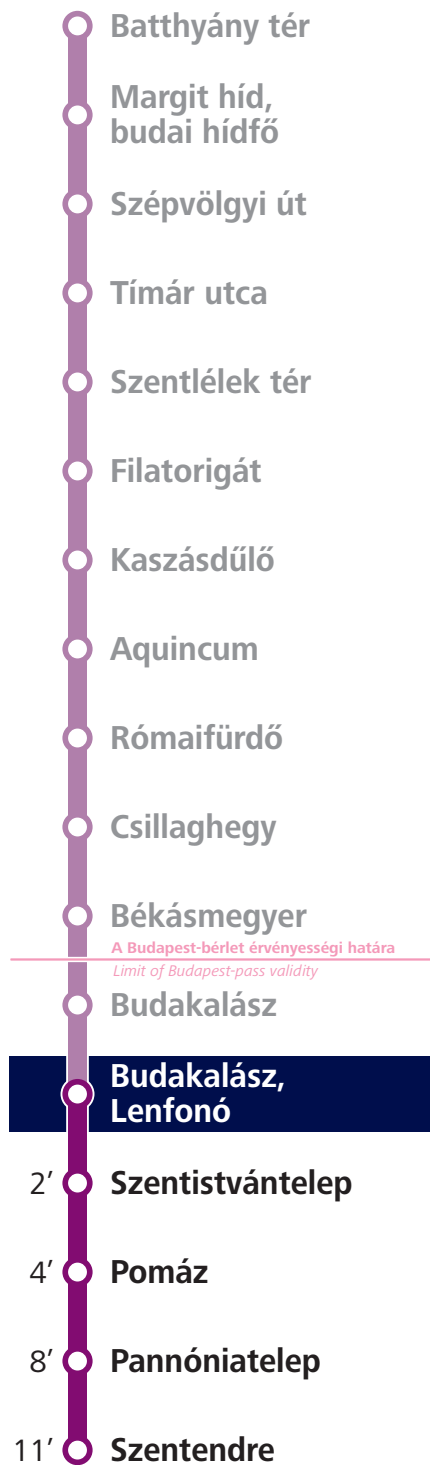 Batthyány tér
Margit híd,
budai hídfő
Szépvölgyi út
Tímár utca
Szentlélek tér
Filatorigát
Kaszásdűlő
Aquincum
Rómaifürdő
Csillaghegy
Békásmegyer
A Budapest-bérlet érvényességi határa
Limit of Budapest-pass validity
Budakalász
Budakalász,
Lenfonó
2’ Szentistvántelep
4’ Pomáz
8’ Pannóniatelep
11’ Szentendre